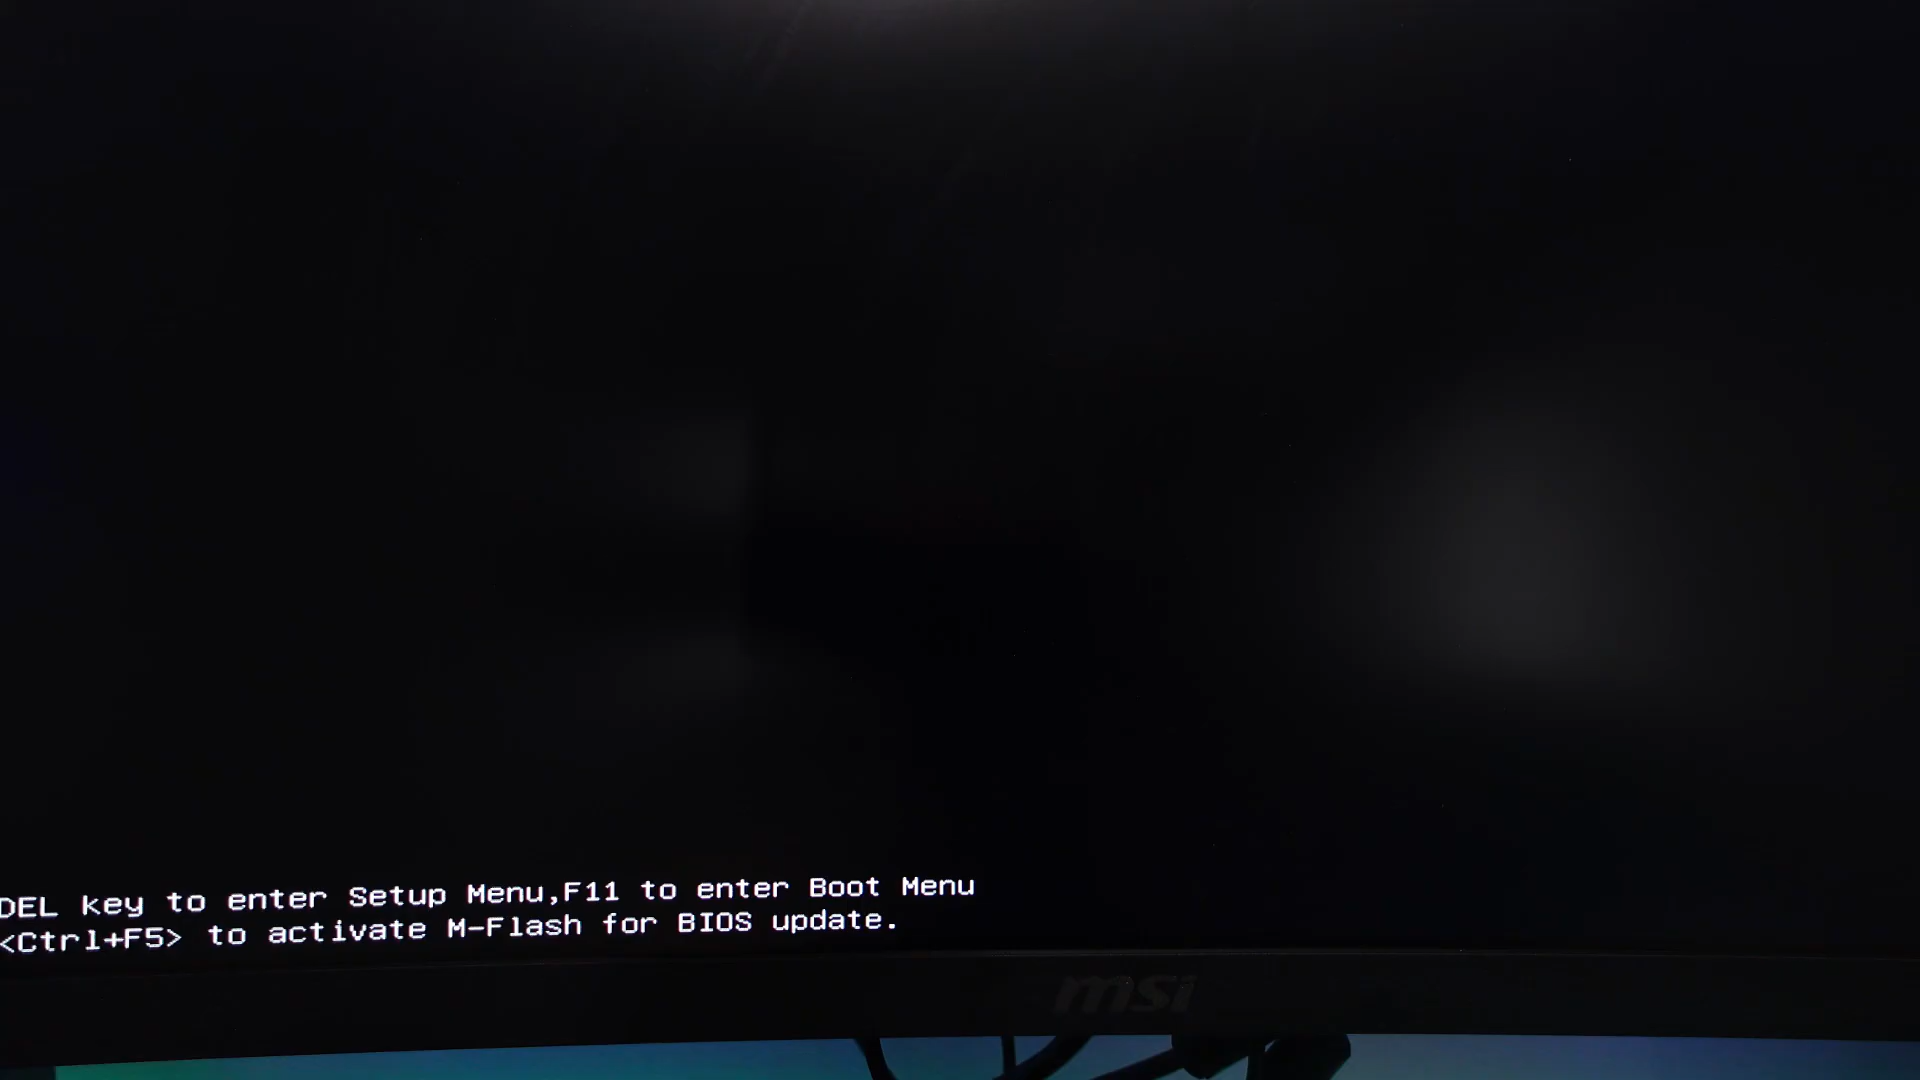 DEL key to enter Setup Menu,F11 to enter Boot Menu
<Ctrl+F5> to activate M-Flash for BIOS update.
msi